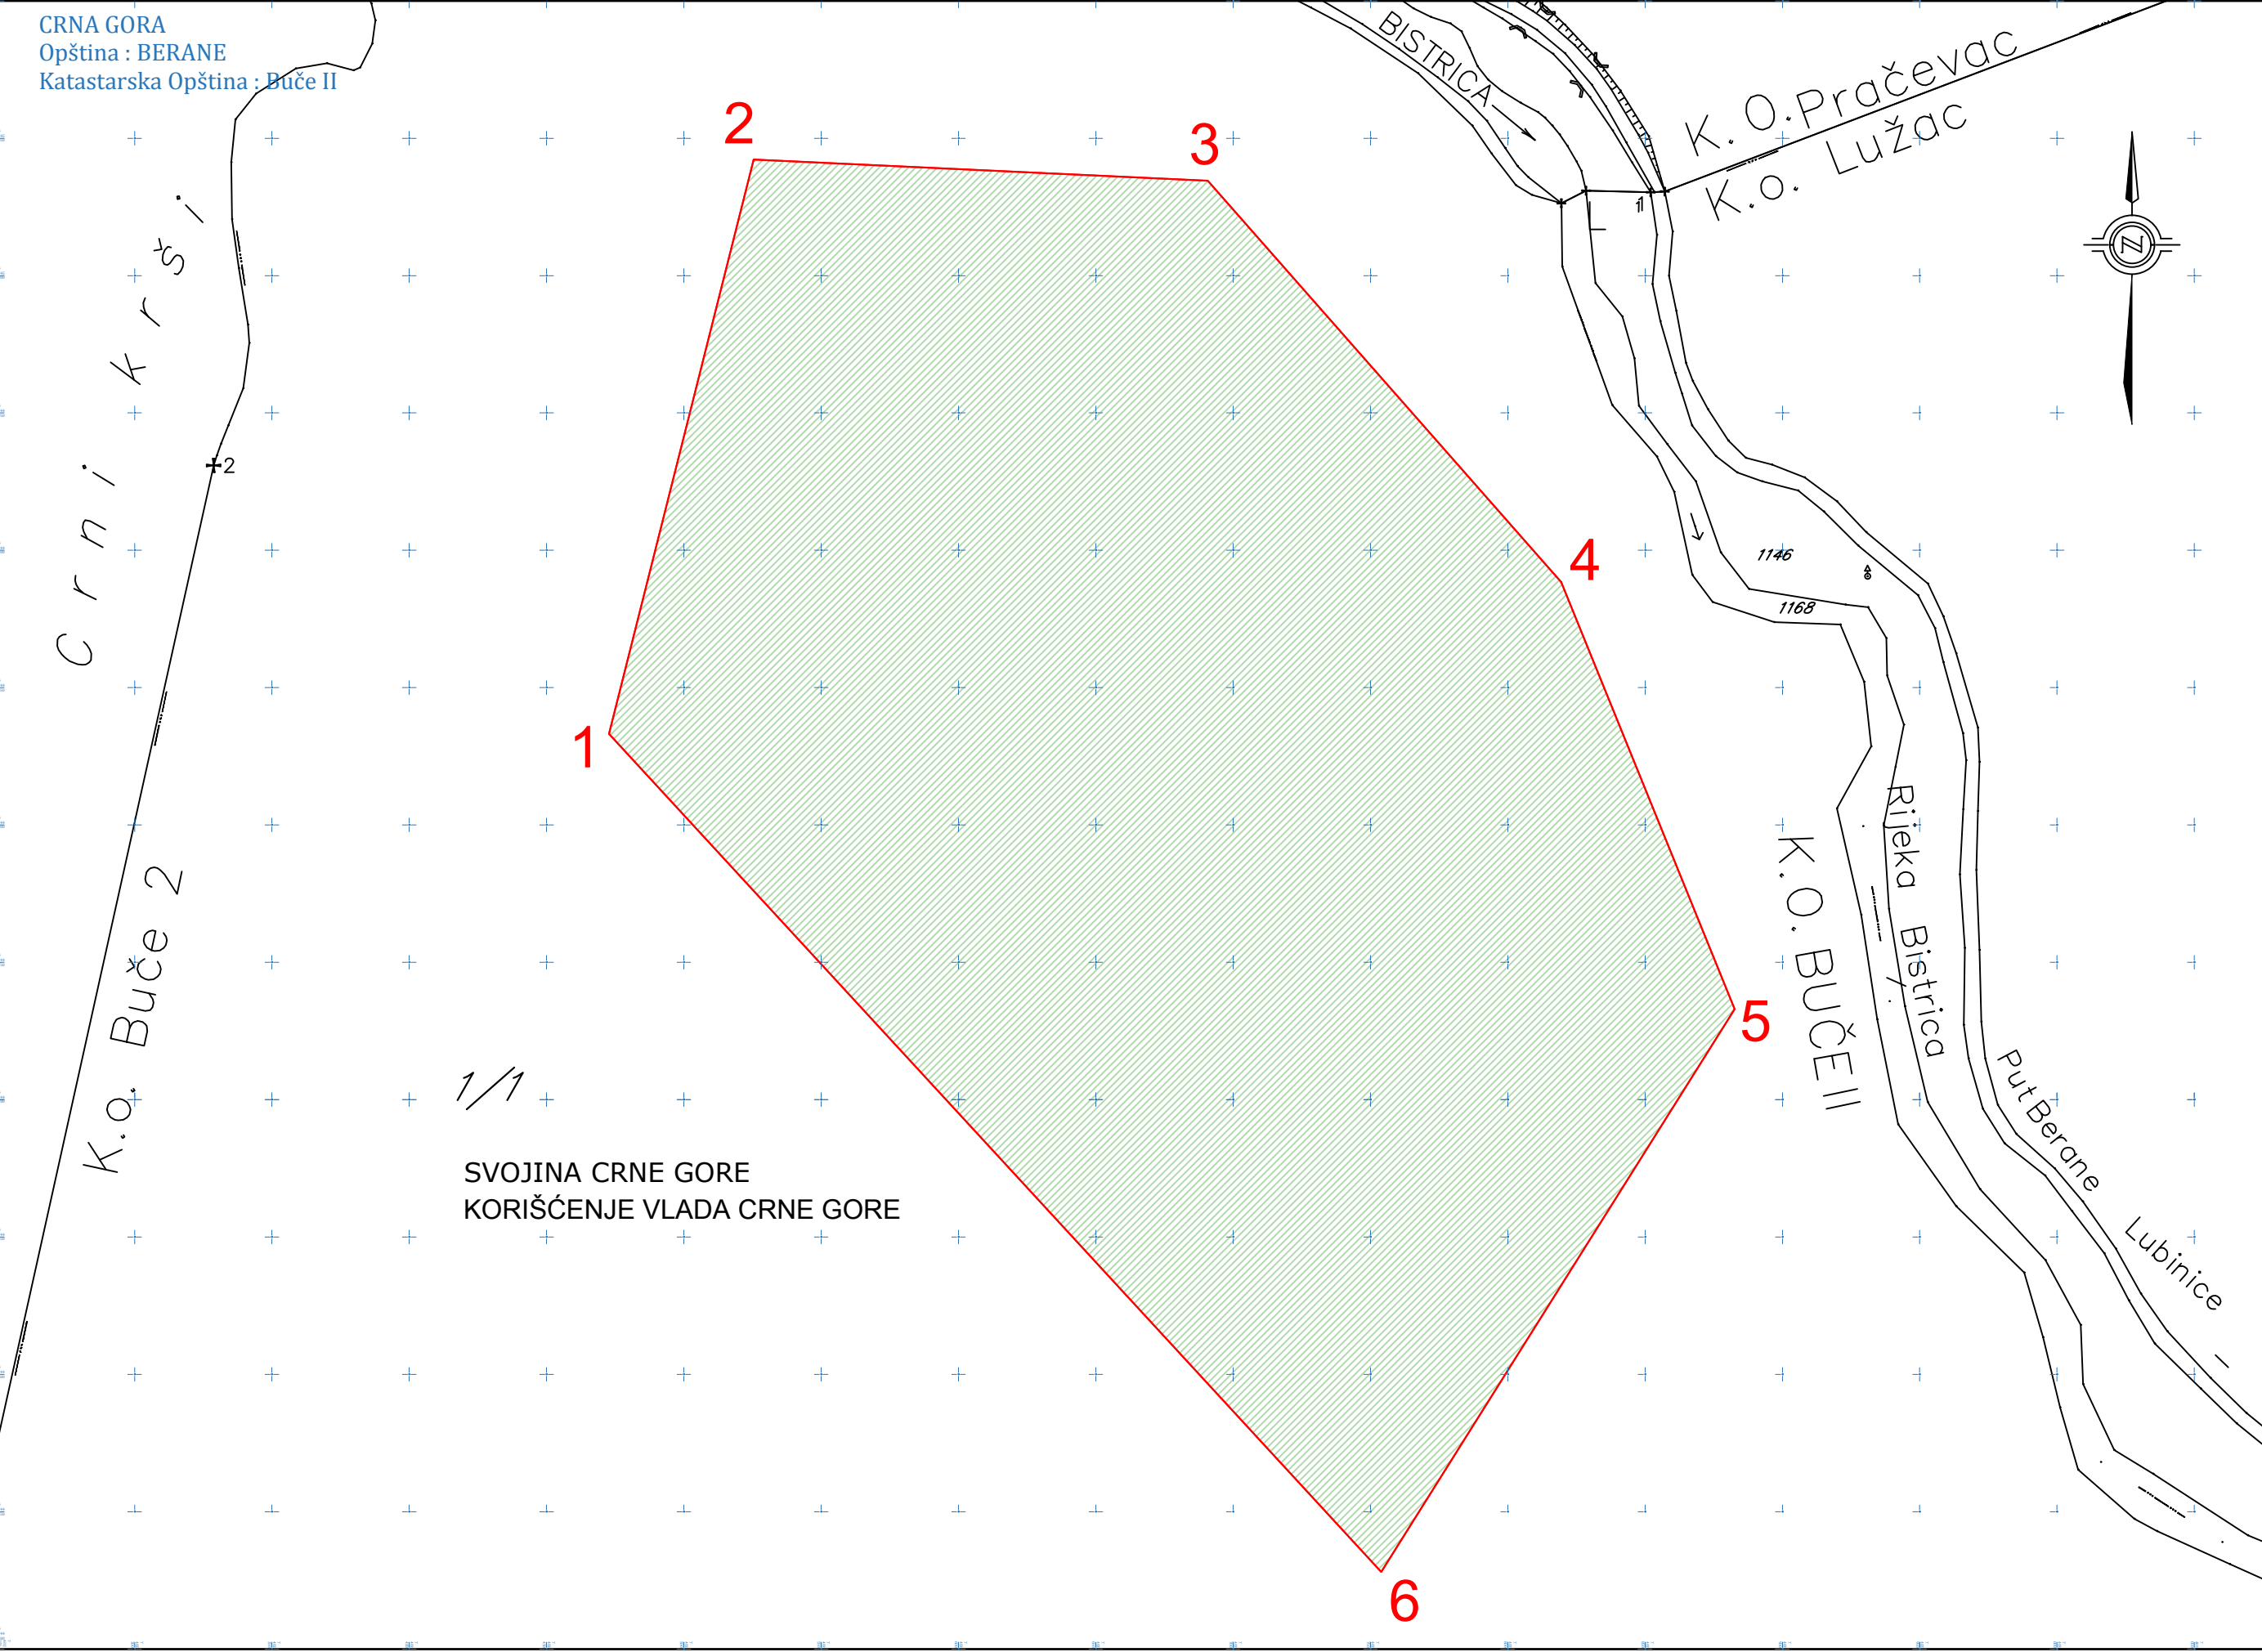 CRNA GORA
Opština : BERANE
Katastarska Opština : Buče II
BISTRICA
K. O. Pračevac
K.o. Lužac
2
3
1
Crni krši
2
4
1146
1168
1
K.o. Buče 2
Rijeka Bistrica
K.O. BUČE II
5
1/1
Put Berane
Lubinice
SVOJINA CRNE GORE
KORIŠĆENJE VLADA CRNE GORE
6
N